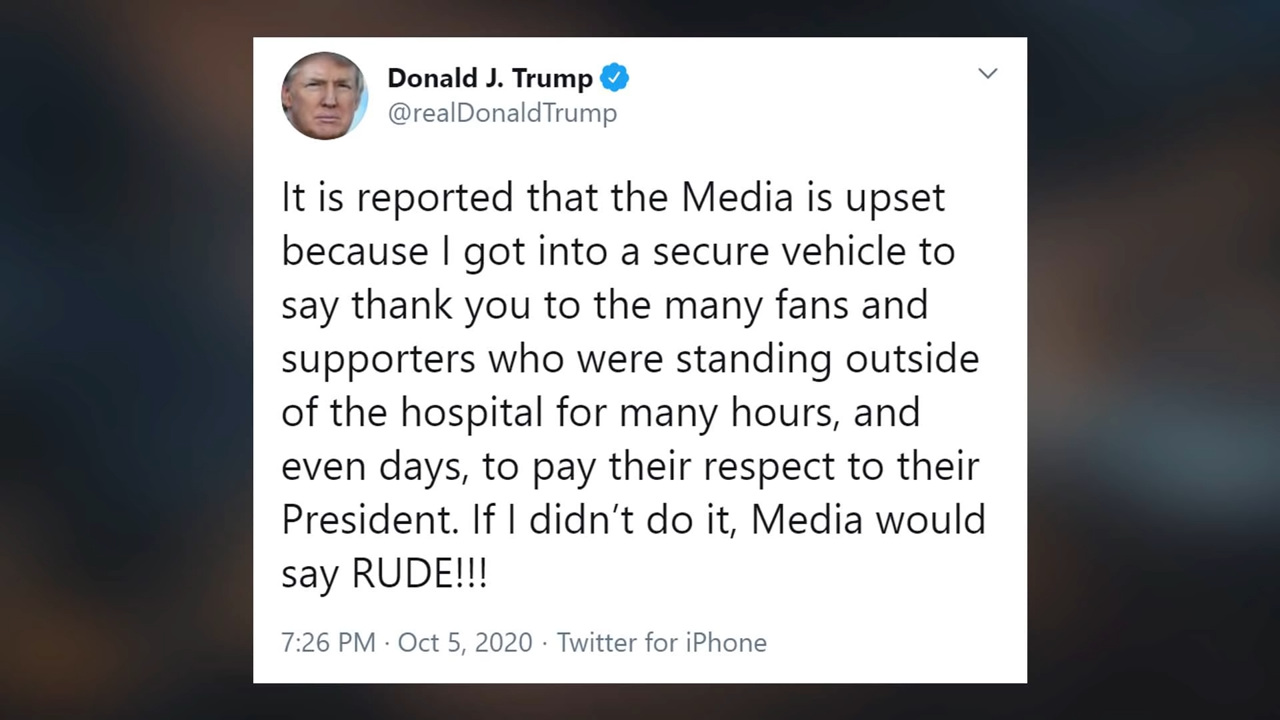 Donald J. Trump
@realDonaldTrump
It is reported that the Media is upset
because I got into a secure vehicle to
say thank you to the many fans and
supporters who were standing outside
of the hospital for many hours, and
even days, to pay their respect to their
President. If I didn’t do it, Media would
say RUDE!!!
7:26 PM · Oct 5, 2020 · Twitter for iPhone